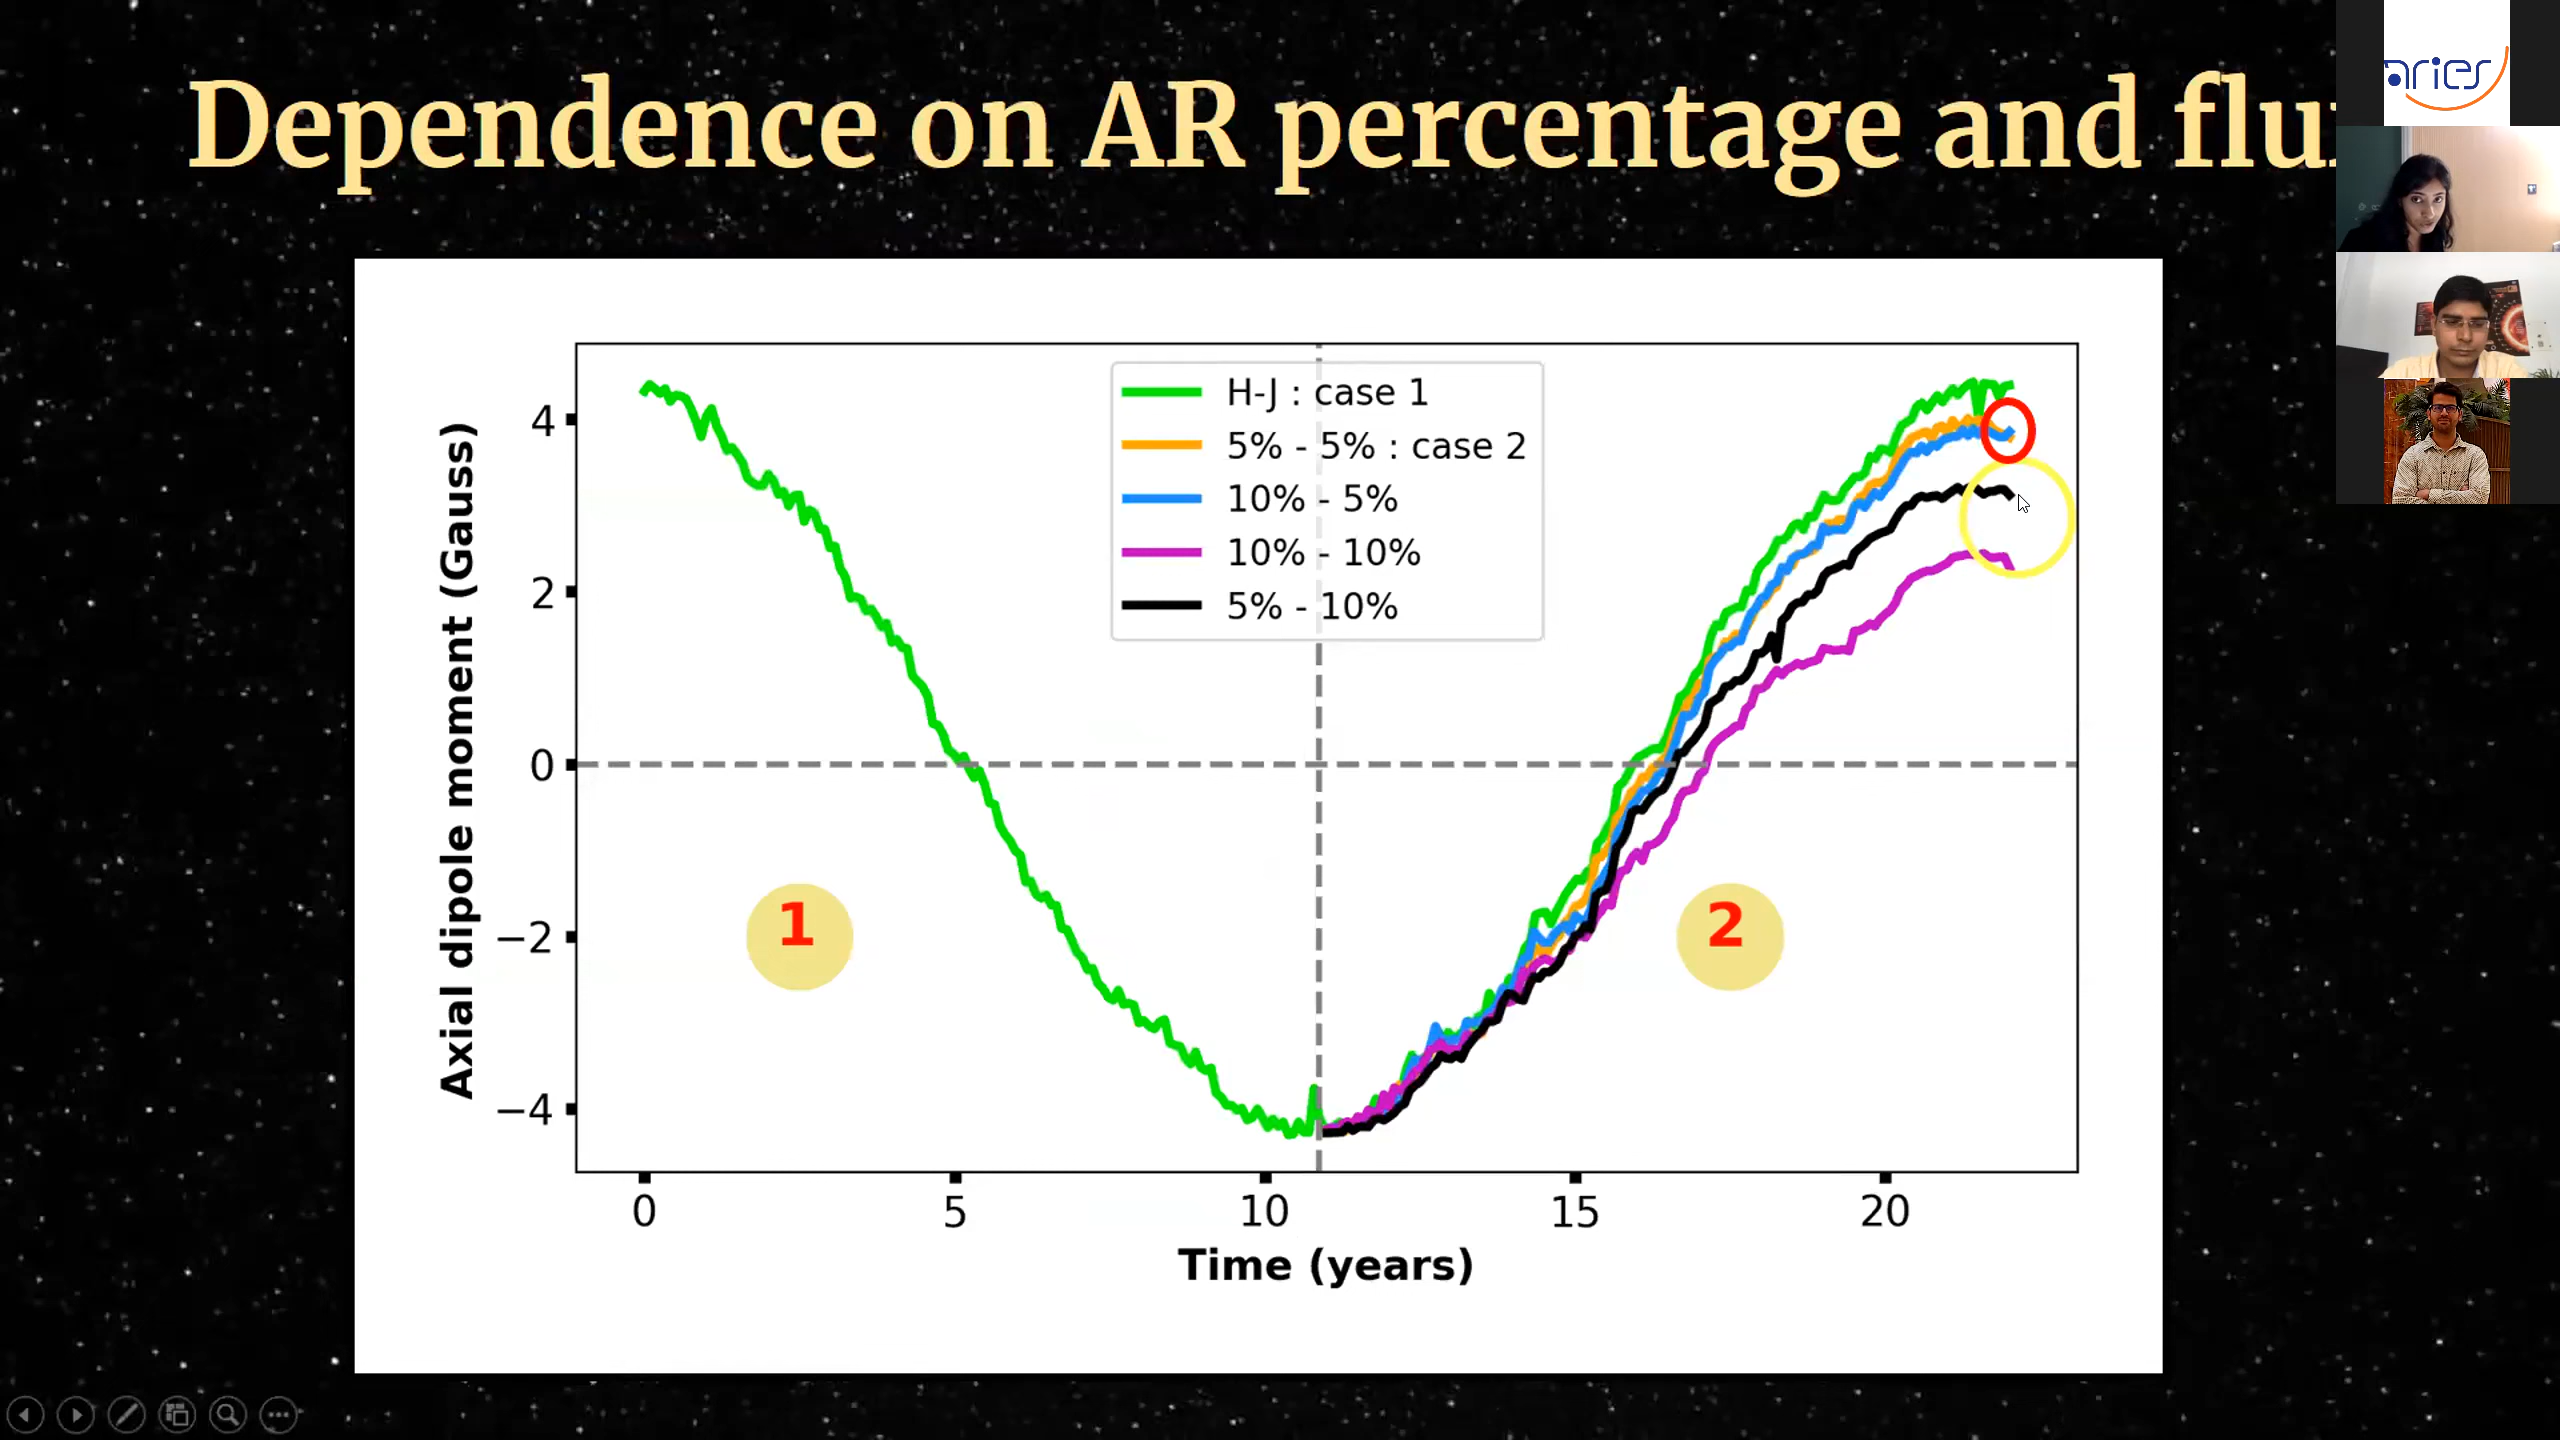 Dependence on AR percentage and flu
aries
H-J : case 1
5% - 5% : case 2
10% - 5%
10% - 10%
5% - 10%
Axial dipole moment (Gauss)
4
2
0
−2
−4
1
2
0 5 10 15 20
Time (years)